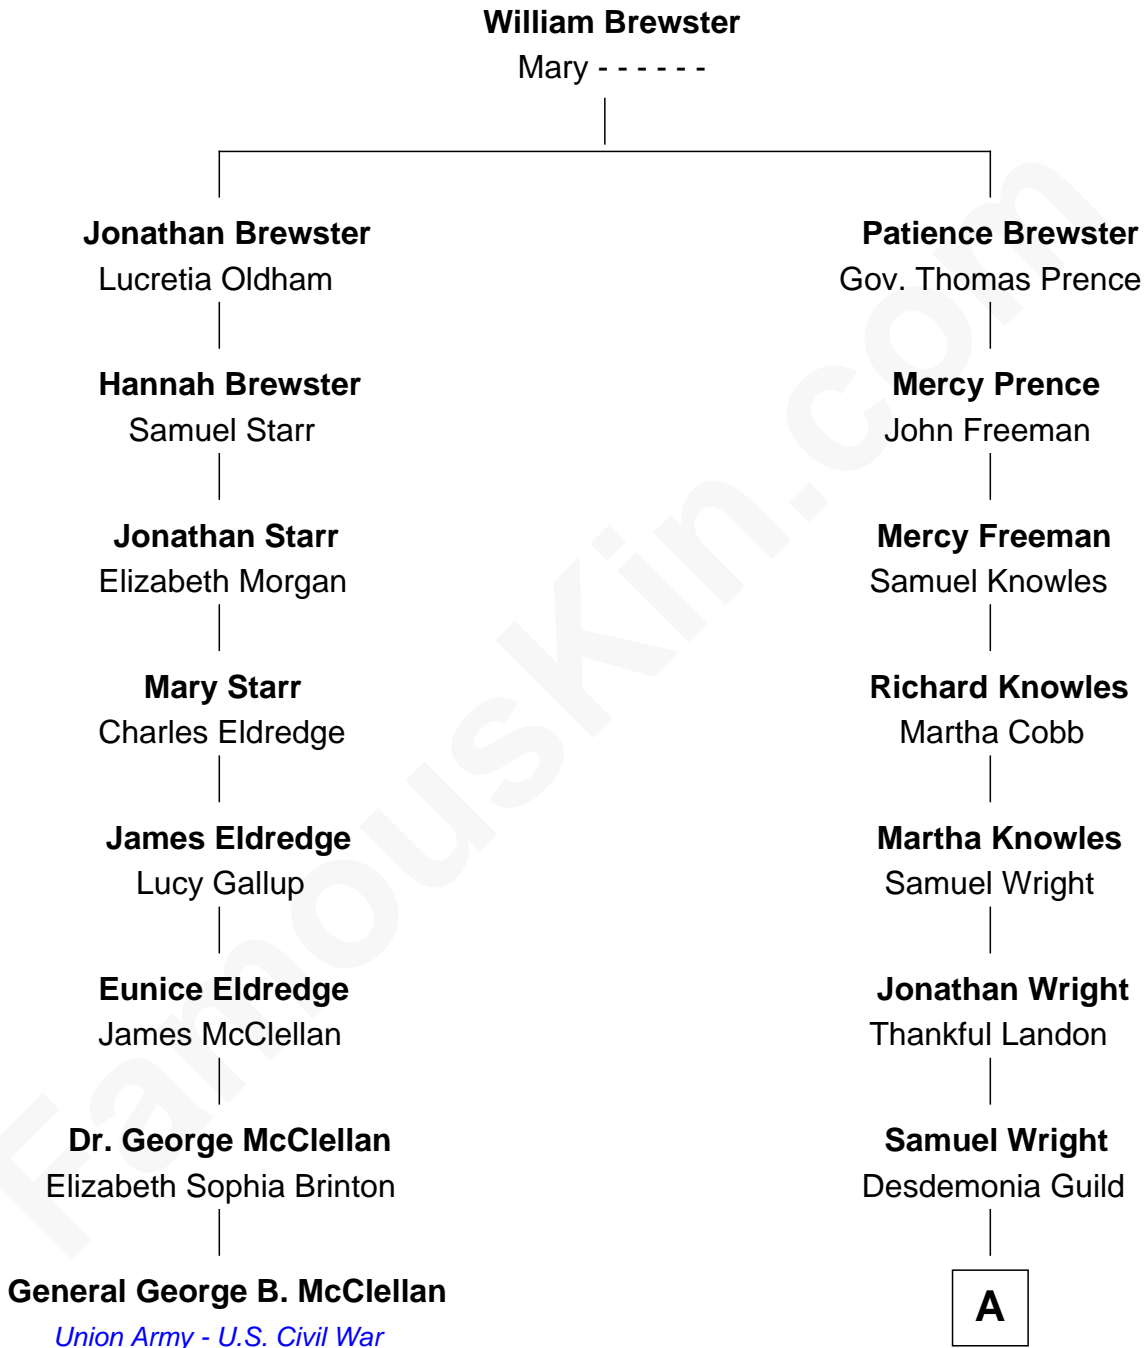 William Brewster
Mary - - - - - -
Jonathan Brewster
Lucretia Oldham
Patience Brewster
Gov. Thomas Prence
Hannah Brewster
Samuel Starr
Mercy Prence
John Freeman
Jonathan Starr
Elizabeth Morgan
Mercy Freeman
Samuel Knowles
Mary Starr
Charles Eldredge
Richard Knowles
Martha Cobb
James Eldredge
Lucy Gallup
Martha Knowles
Samuel Wright
Eunice Eldredge
James McClellan
Jonathan Wright
Thankful Landon
Dr. George McClellan
Elizabeth Sophia Brinton
Samuel Wright
Desdemonia Guild
General George B. McClellan
Union Army - U.S. Civil War
A
FamousKin.com